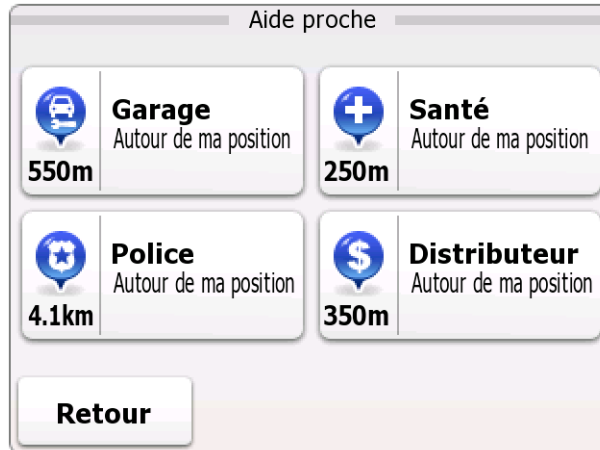 Aide proche
Garage
Autour de ma position
550m
Santé
Autour de ma position
250m
Police
Autour de ma position
4.1km
Distributeur
Autour de ma position
350m
Retour